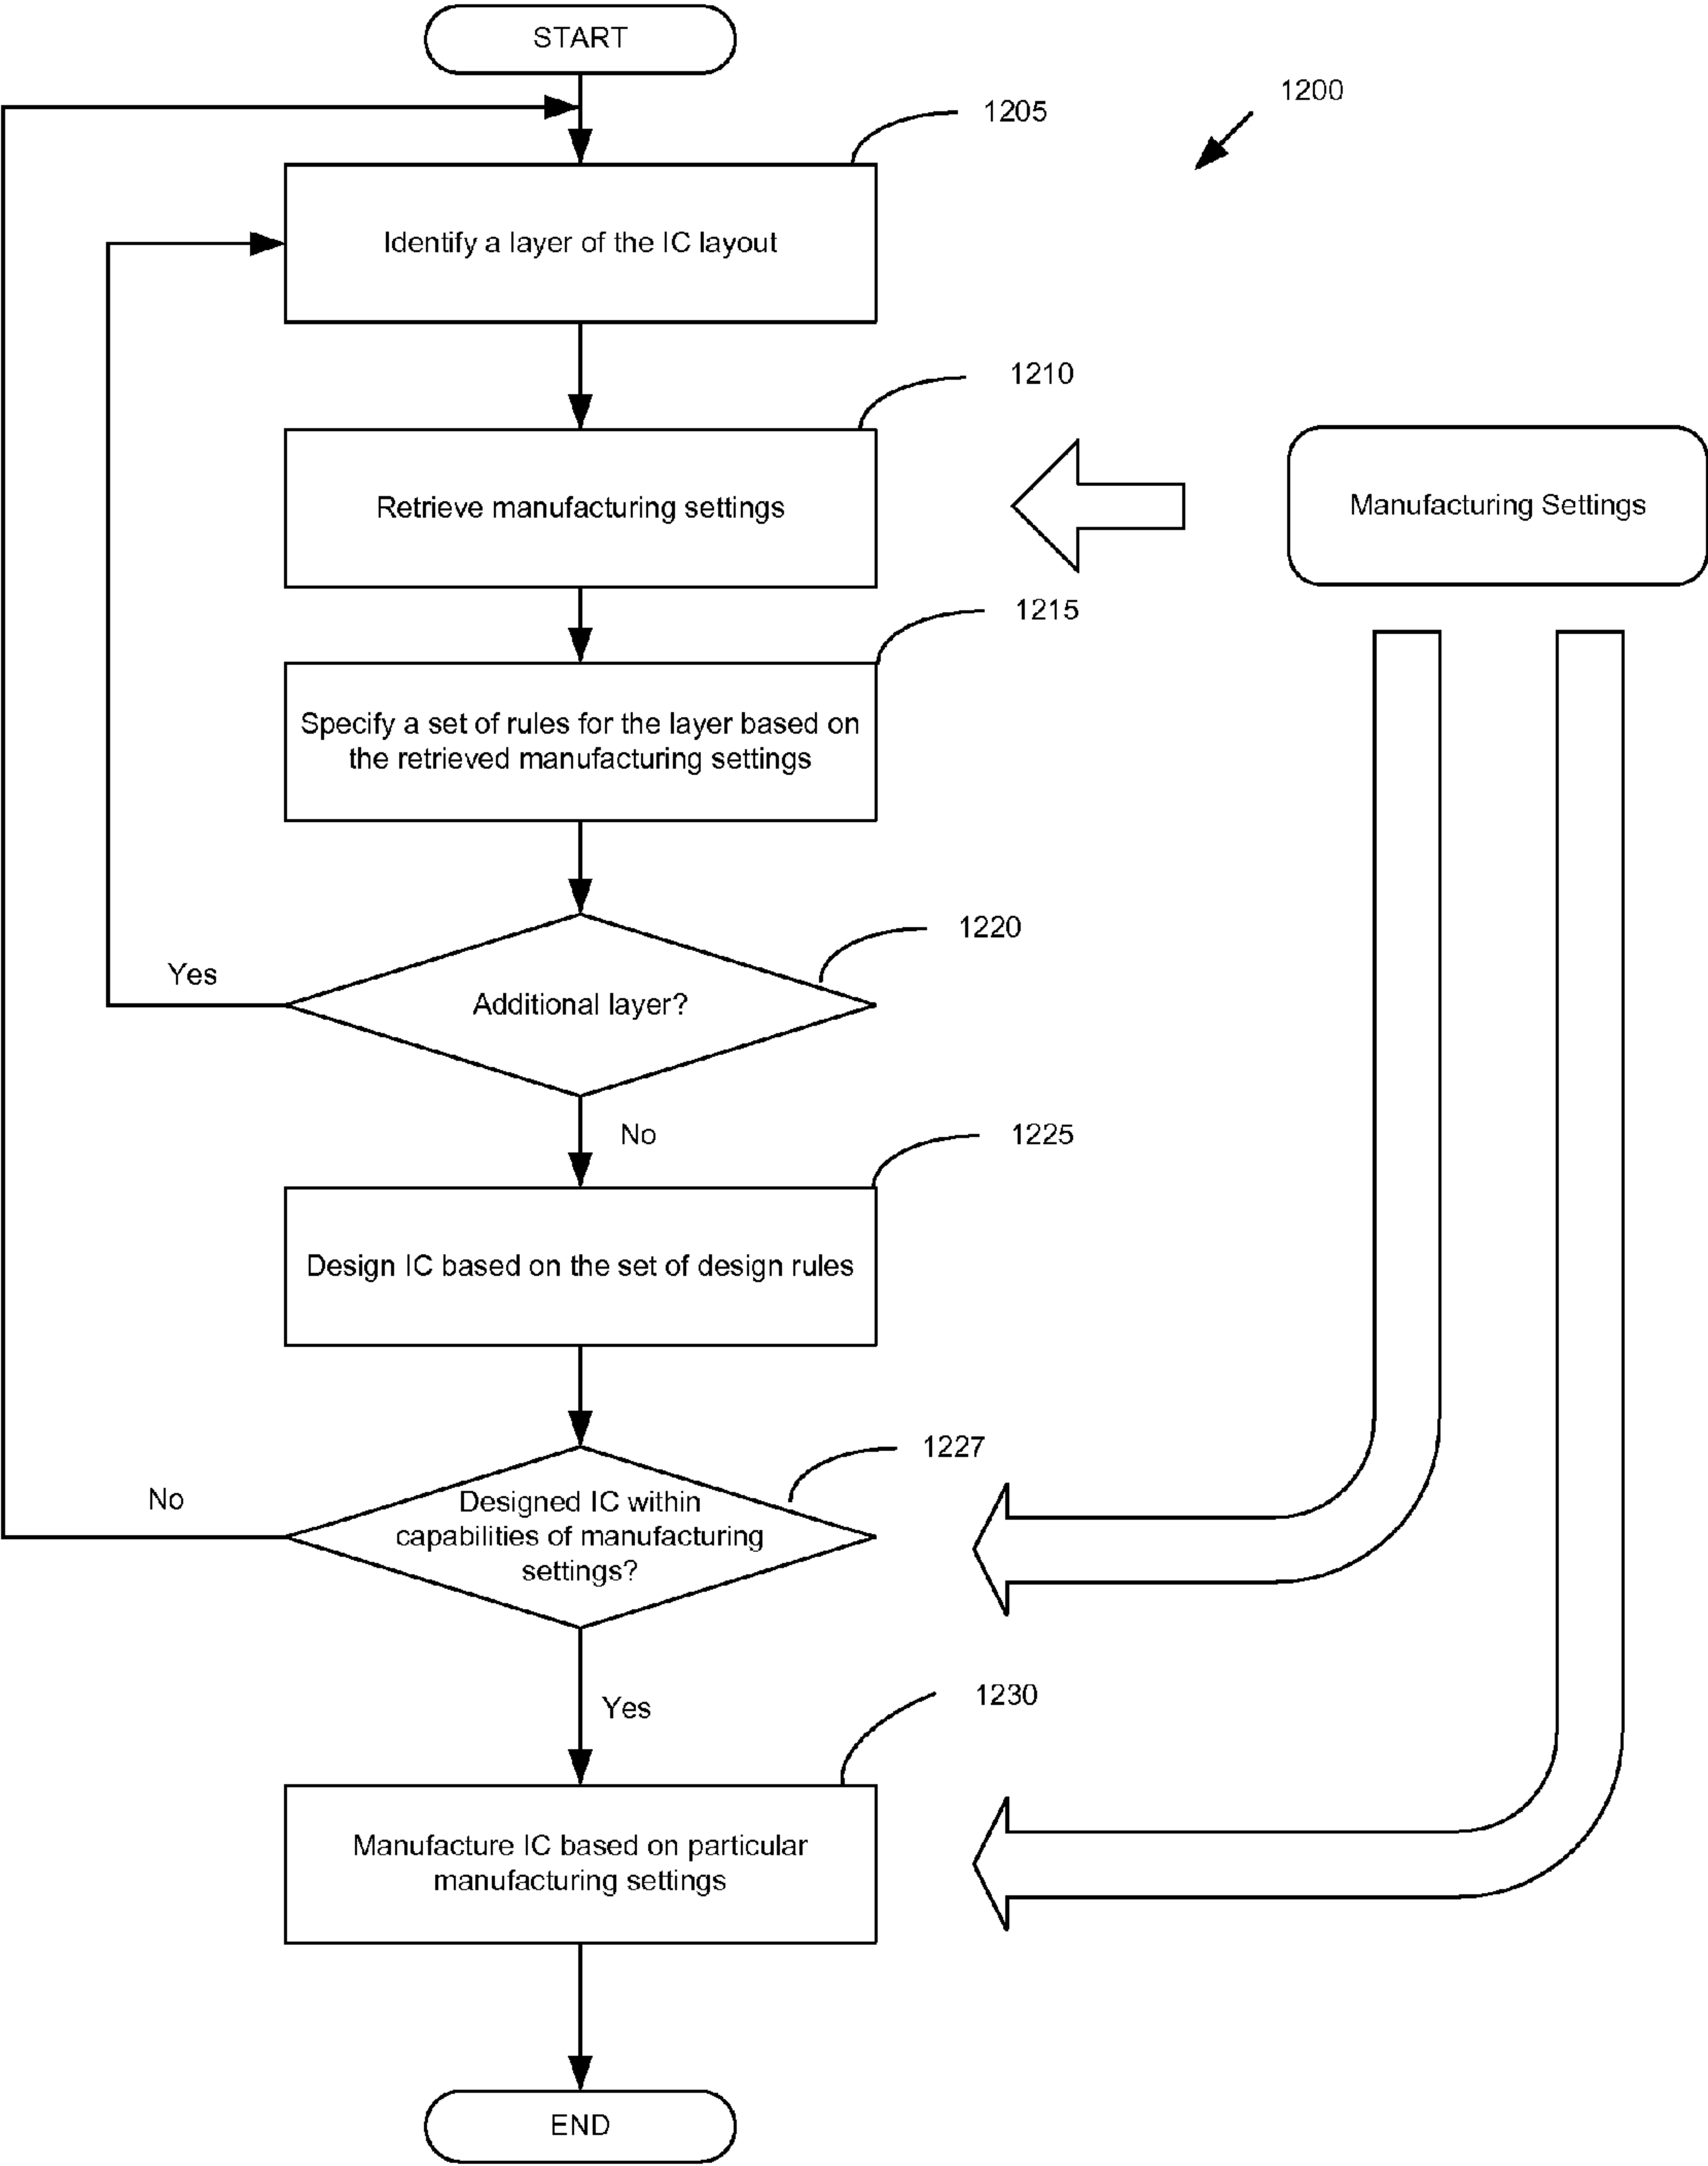 START
1200
1205
Identify a layer of the IC layout
1210
Retrieve manufacturing settings
Manufacturing Settings
1215
Specify a set of rules for the layer based on
the retrieved manufacturing settings
1220
Yes
Additional layer?
No
1225
Design IC based on the set of design rules
1227
No
Designed IC within
capabilities of manufacturing
settings?
Yes
1230
Manufacture IC based on particular
manufacturing settings
END